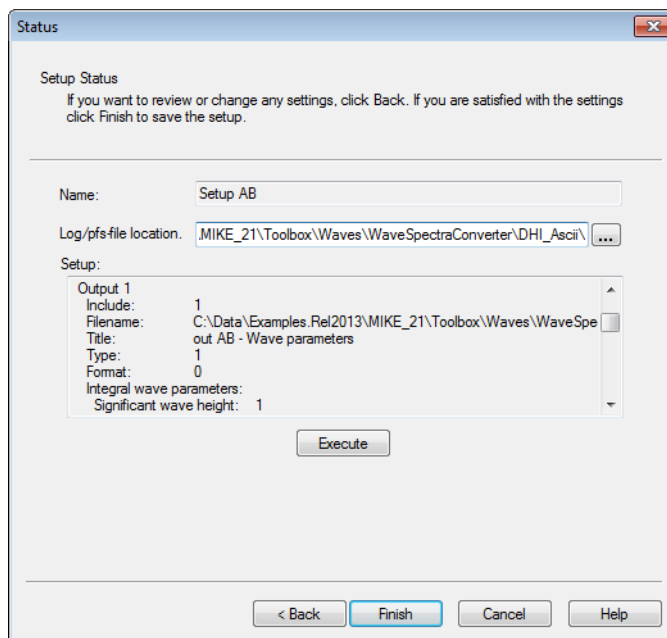 Status
Setup Status
If you want to review or change any settings, click Back. If you are satisfied with the settings
click Finish to save the setup.
Name: Setup AB
Log/pfs-file location. .MIKE_21\Toolbox\Waves\WaveSpectraConverter\DHI_Ascii\ ...
Setup:
Output 1
Include: 1
Filename: C:\Data\Examples.Rel2013\MIKE_21\Toolbox\Waves\WaveSpe
Title: out AB - Wave parameters
Type: 1
Format: 0
Integral wave parameters:
Significant wave height: 1
Execute
< Back Finish Cancel Help